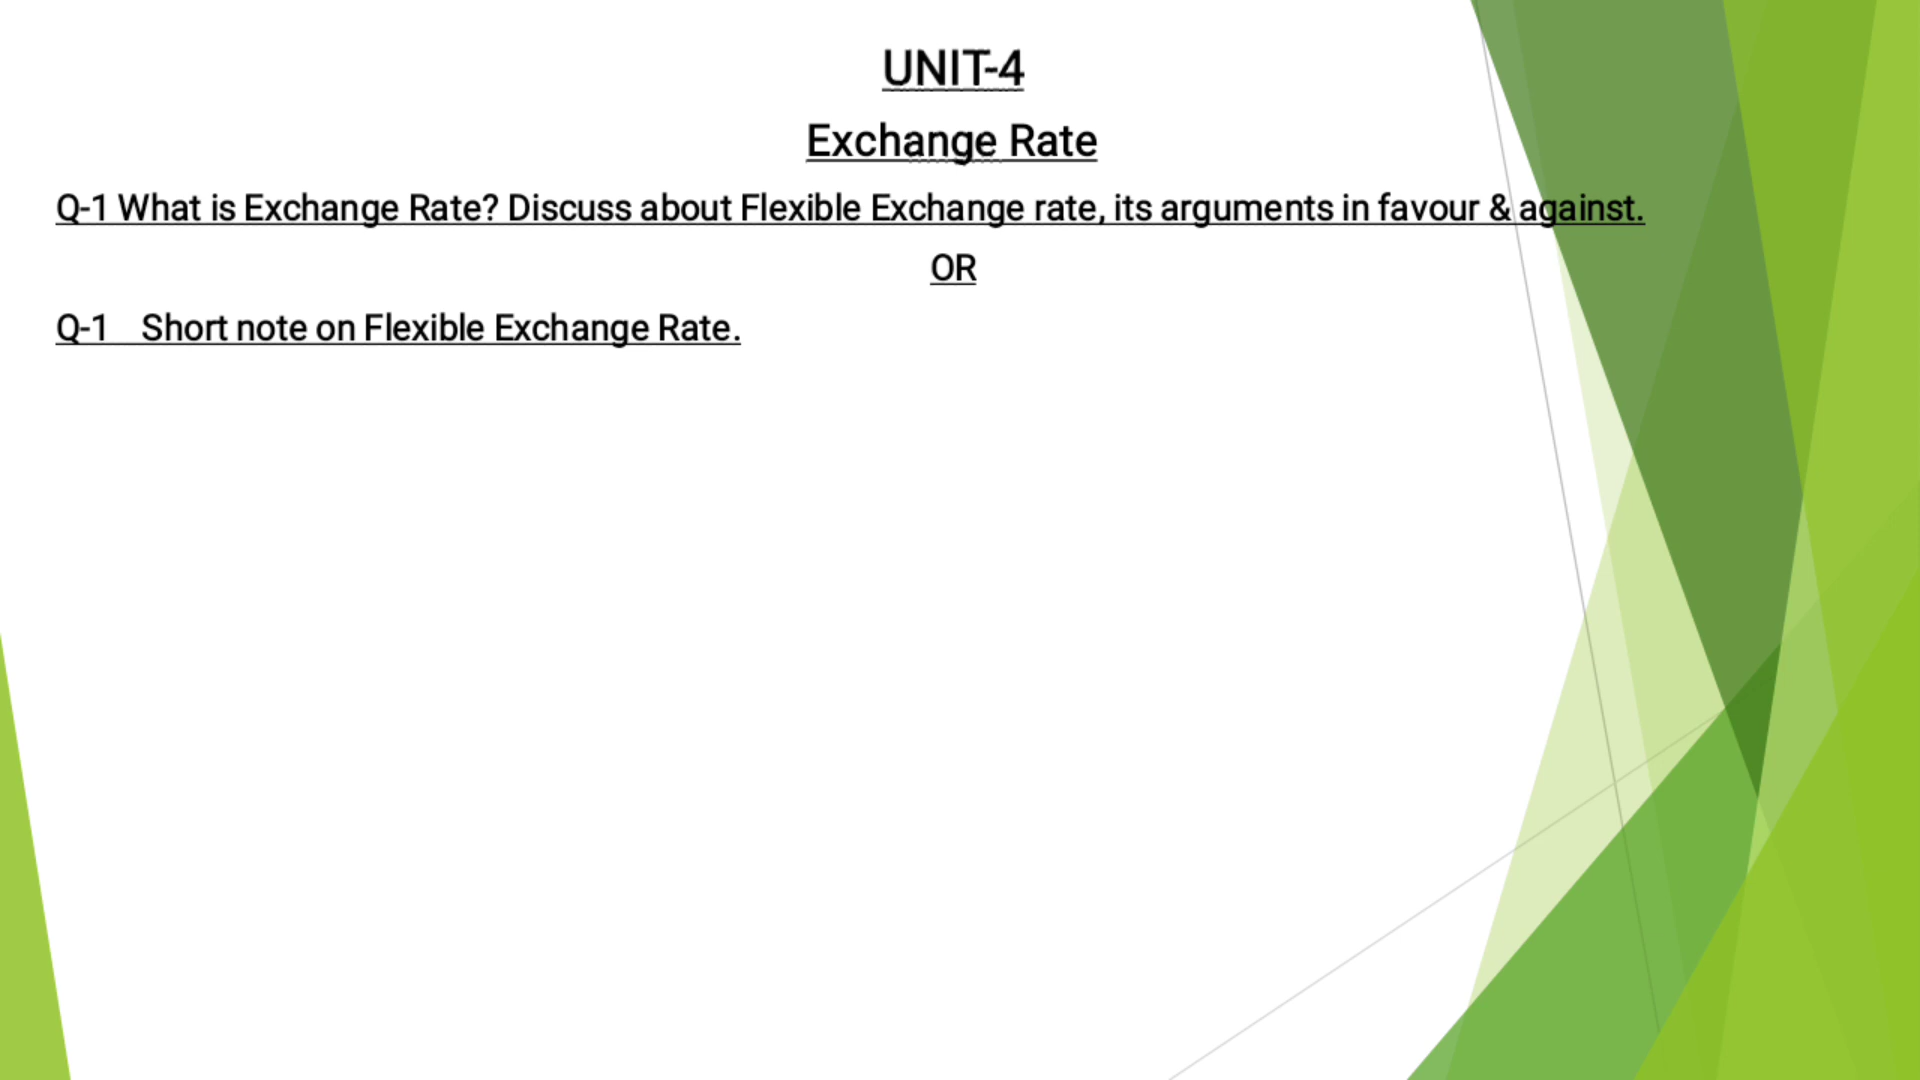 UNIT-4
Exchange Rate
Q-1 What is Exchange Rate? Discuss about Flexible Exchange rate, its arguments in favour & against.
OR
Q-1    Short note on Flexible Exchange Rate.